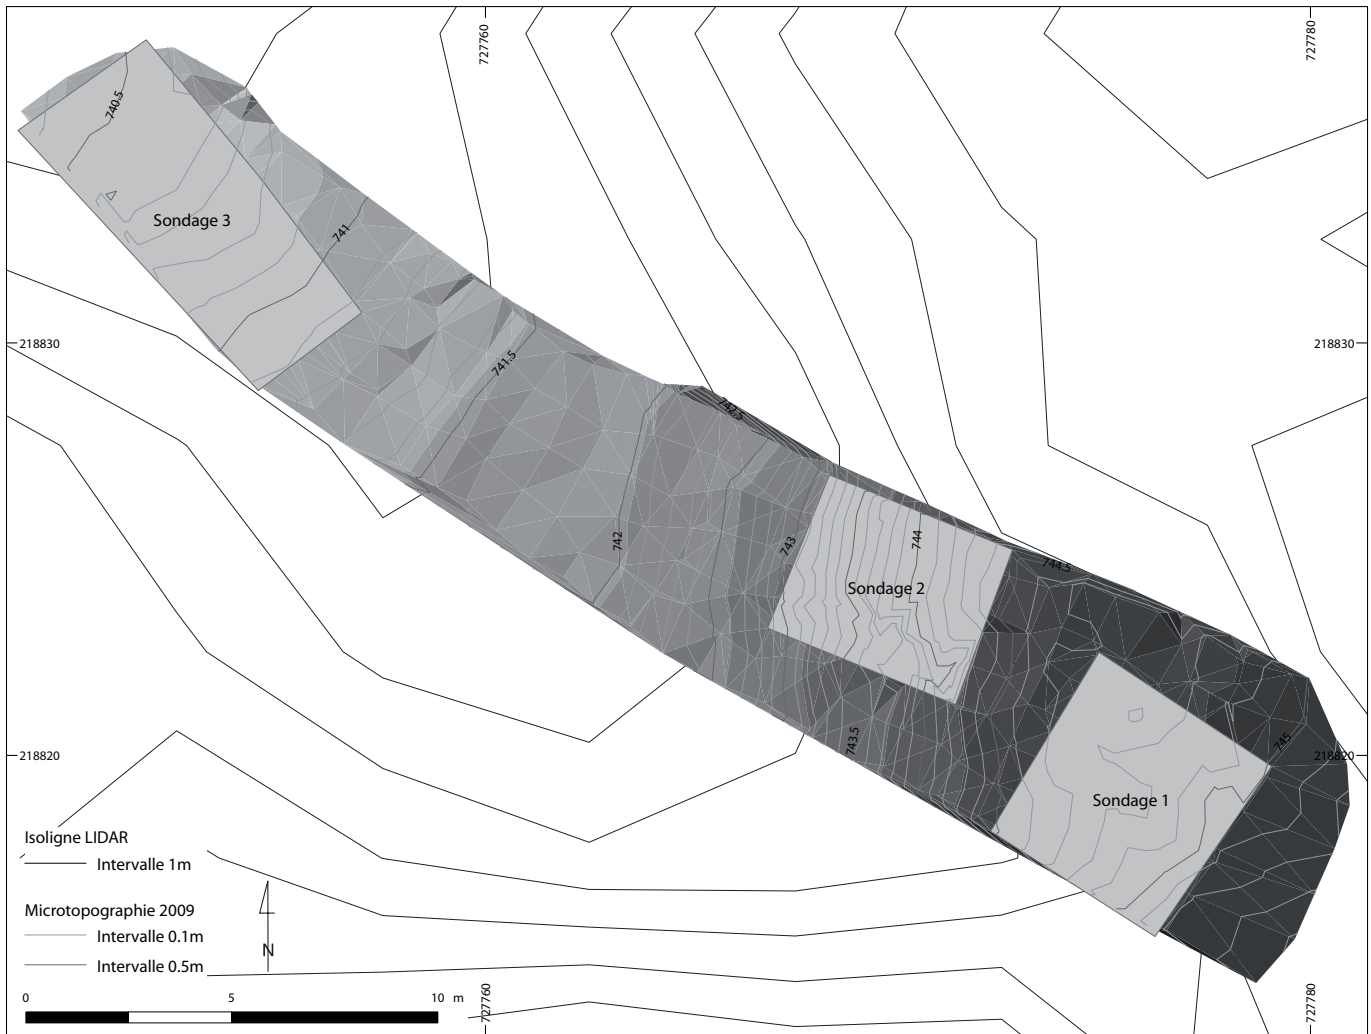 727760
727780
740.5
Sondage 3
741
218830
218830
741.5
742.5
742
743
744
744.5
Sondage 2
743.5
745
218820
218820
Sondage 1
Isoligne LIDAR
Intervalle 1m
Microtopographie 2009
Intervalle 0.1m
Intervalle 0.5m
N
0 5 10 m
727760
727780